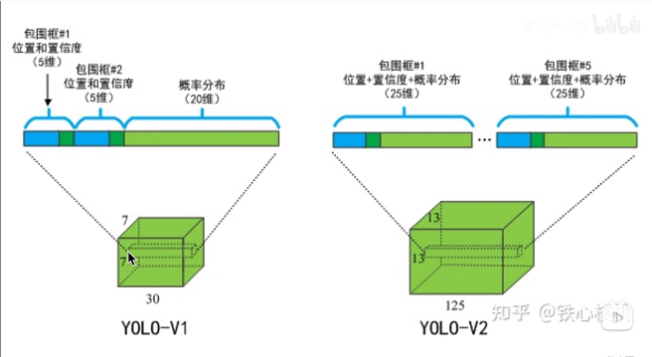 bilibili
包围框#1
位置和置信度
（5维）
包围框#2
位置和置信度
（5维）
概率分布
（20维）
包围框#1
位置+置信度+概率分布
（25维）
包围框#5
位置+置信度+概率分布
（25维）
...
7
7
30
13
13
125
YOLO-V1
YOLO-V2
知乎 @铁心